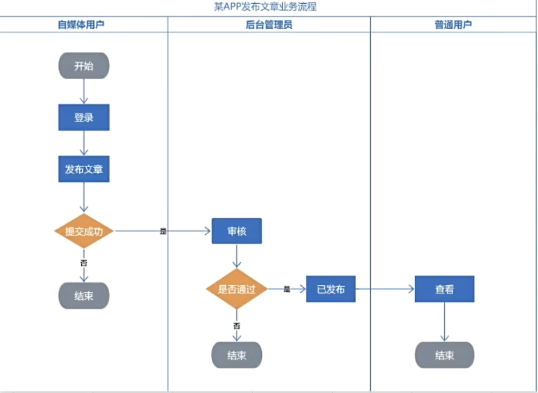 某APP发布文章业务流程
自媒体用户
后台管理员
普通用户
开始
登录
发布文章
提交成功
是
审核
否
是否通过
是
已发布
查看
结束
否
结束
结束